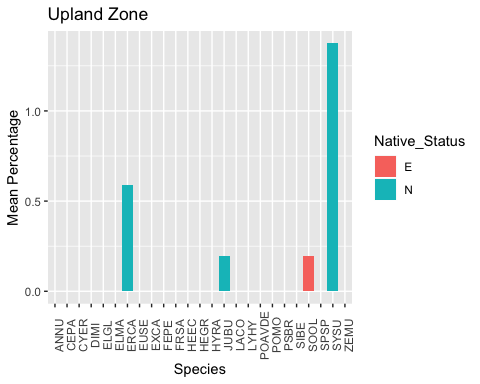 Upland Zone
Mean Percentage
1.0
0.5
0.0
ANNU
CEPA
CYER
DIMI
ELGL
ELMA
ERCA
EUSE
EXCA
FEPE
FRSA
HEEC
HEGR
HYRA
JUBU
LACO
LYHY
POAVDE
POMO
PSBR
SIBE
SOOL
SPSP
SYSU
ZEMU
Species
Native_Status
E
N